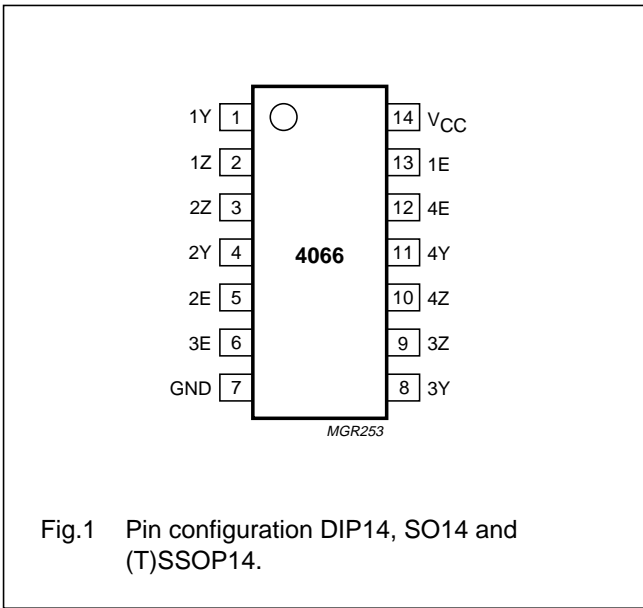 1Y 1 14 VCC
1Z 2 13 1E
2Z 3 12 4E
2Y 4 4066 11 4Y
2E 5 10 4Z
3E 6 9 3Z
GND 7 8 3Y
MGR253
Fig.1 Pin configuration DIP14, SO14 and
(T)SSOP14.